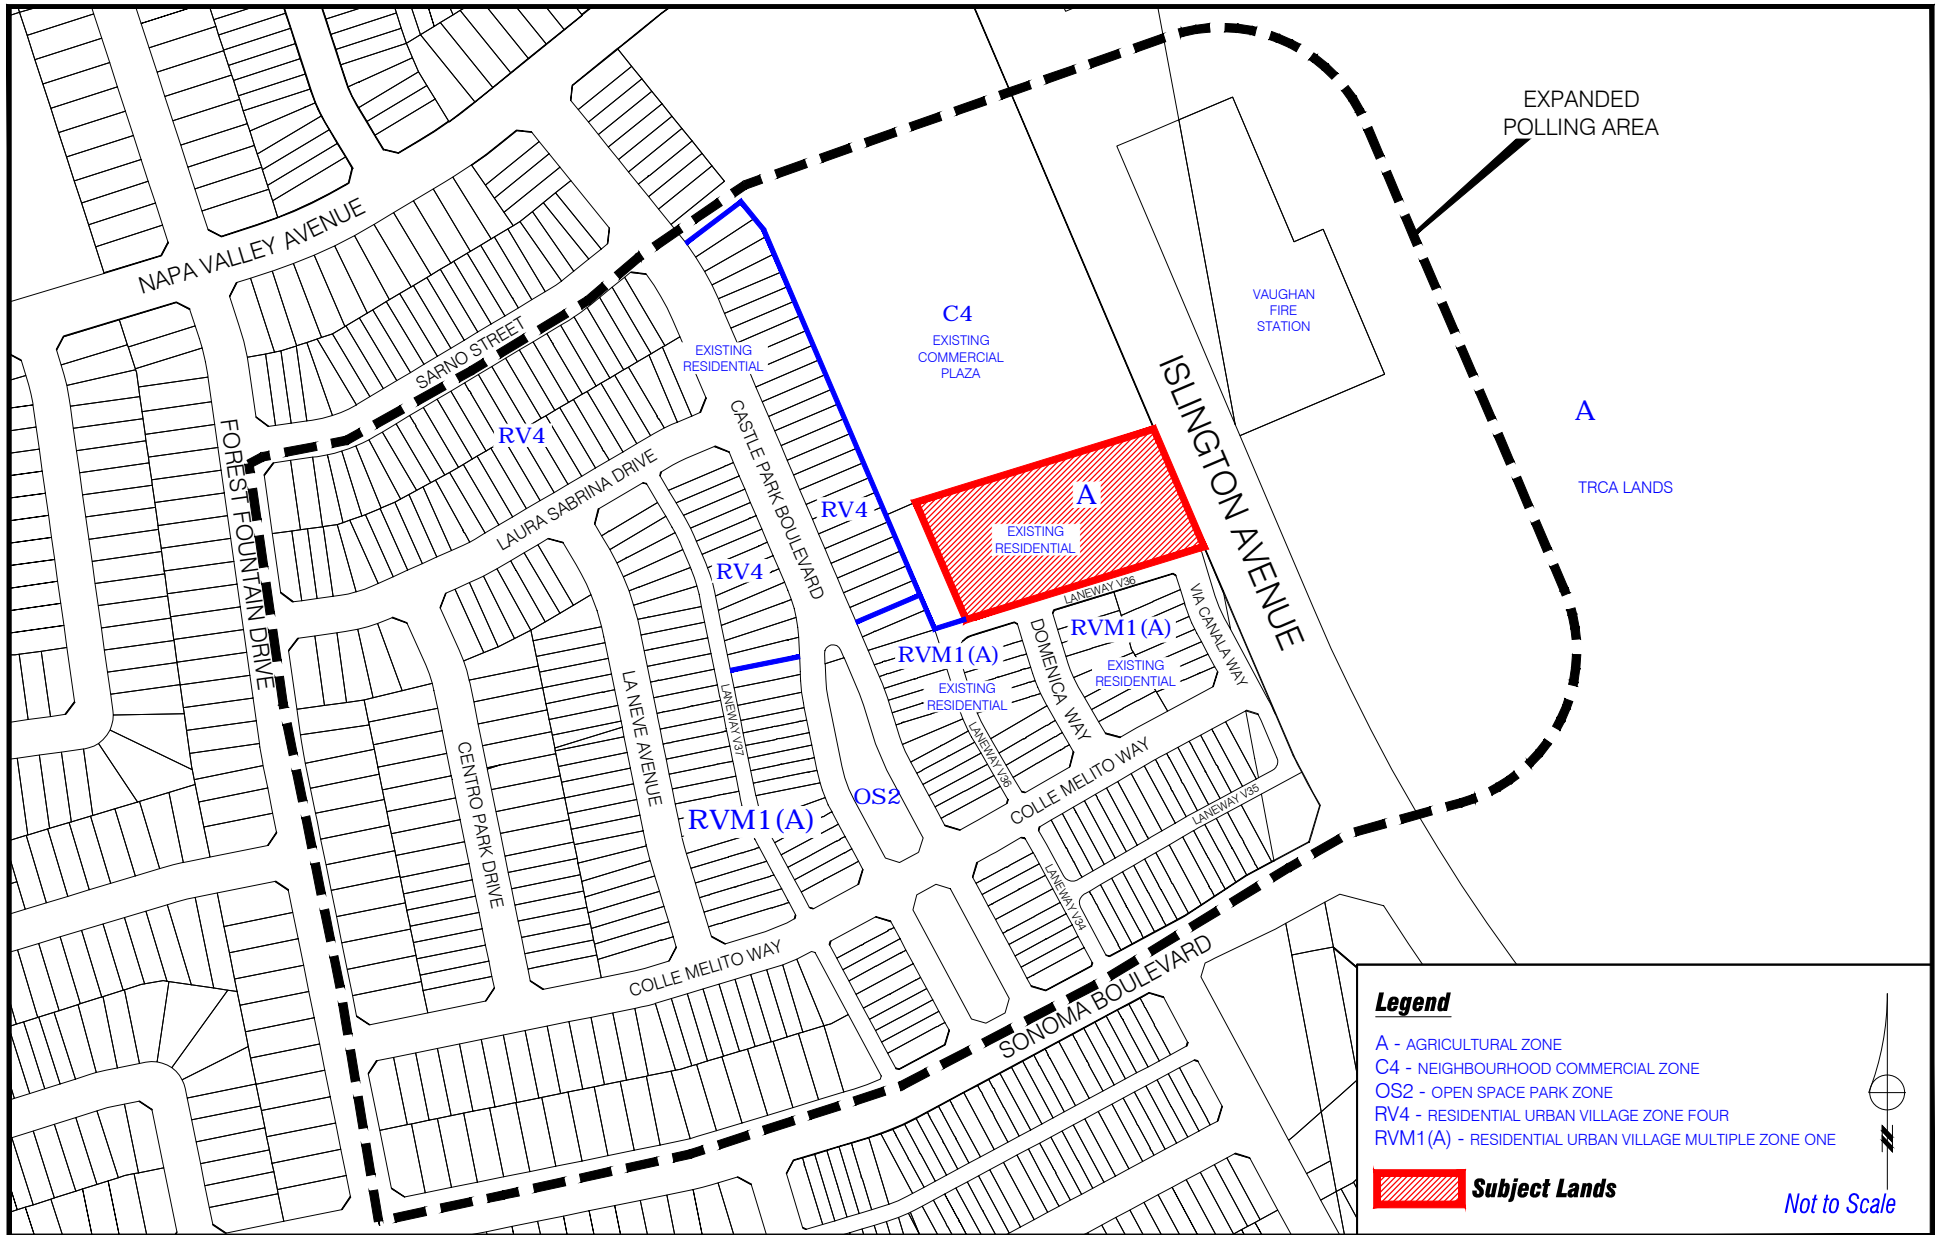 EXPANDED
POLLING AREA
NAPA VALLEY AVENUE
VAUGHAN
FIRE
STATION
C4
EXISTING
COMMERCIAL
PLAZA
SARNO STREET
EXISTING
RESIDENTIAL
ISLINGTON AVENUE
A
TRCA LANDS
RV4
FOREST FOUNTAIN DRIVE
CASTLE PARK BOULEVARD
LAURA SABRINA DRIVE
RV4
A
EXISTING
RESIDENTIAL
RV4
LANEWAY V36
VIA CANALA WAY
DOMENICA WAY
RVM1(A)
EXISTING
RESIDENTIAL
RVM1(A)
EXISTING
RESIDENTIAL
LANEWAY V36
LANEWAY V37
LA NEVE AVENUE
CENTRO PARK DRIVE
RVM1(A)
OS2
COLLE MELITO WAY
LANEWAY V35
LANEWAY V34
COLLE MELITO WAY
SONOMA BOULEVARD
Legend
A - AGRICULTURAL ZONE
C4 - NEIGHBOURHOOD COMMERCIAL ZONE
OS2 - OPEN SPACE PARK ZONE
RV4 - RESIDENTIAL URBAN VILLAGE ZONE FOUR
RVM1(A) - RESIDENTIAL URBAN VILLAGE MULTIPLE ZONE ONE
Subject Lands
N
Not to Scale